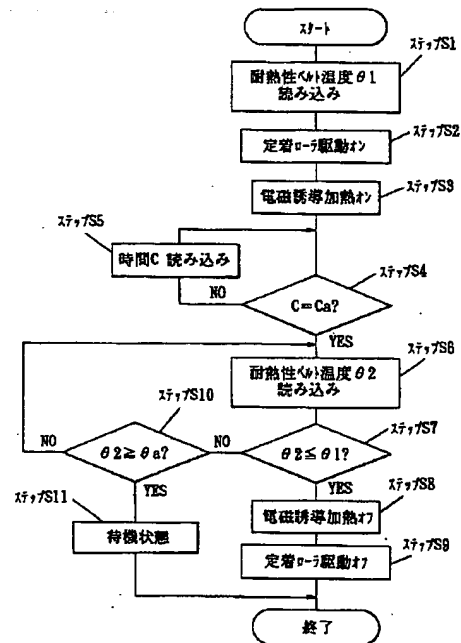 スタート
ステップS1
耐熱性ベルト温度θ1
読み込み
ステップS2
定着ローラ駆動オン
ステップS3
電磁誘導加熱オン
ステップS5
時間C 読み込み
ステップS4
NO
C=Ca?
YES
ステップS6
耐熱性ベルト温度θ2
読み込み
ステップS10
ステップS7
NO
θ2≧θa?
NO
θ2≦θ1?
ステップS11
YES
YES
ステップS8
待機状態
電磁誘導加熱オフ
ステップS9
定着ローラ駆動オフ
終了